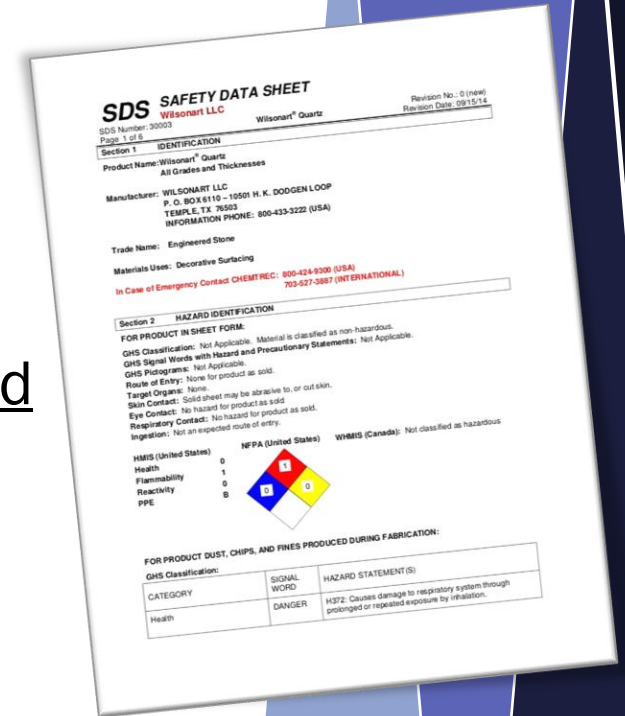 SDS SAFETY DATA SHEET
Wilsonart LLC
SDS Number: 30003
Page 1 of 6
Wilsonart® Quartz
Revision No.: 0 (new)
Revision Date: 09/15/14
Section 1 IDENTIFICATION
Product Name: Wilsonart® Quartz
All Grades and Thicknesses
Manufacturer: WILSONART LLC
P. O. BOX 6110 – 10501 H. K. DODGEN LOOP
TEMPLE, TX 76503
INFORMATION PHONE: 800-433-3222 (USA)
Trade Name: Engineered Stone
Materials Uses: Decorative Surfacing
In Case of Emergency Contact CHEMTREC: 800-424-9300 (USA)
703-527-3887 (INTERNATIONAL)
Section 2 HAZARD IDENTIFICATION
FOR PRODUCT IN SHEET FORM:
GHS Classification: Not Applicable. Material is classified as non-hazardous.
GHS Signal Words with Hazard and Precautionary Statements: Not Applicable.
GHS Pictograms: Not Applicable.
Route of Entry: None for product as sold.
Target Organs: None.
Skin Contact: Solid sheet may be abrasive to, or cut skin.
Eye Contact: No hazard for product as sold
Respiratory Contact: No hazard for product as sold.
Ingestion: Not an expected route of entry.
HMIS (United States) NFPA (United States) WHMIS (Canada): Not classified as hazardous
Health 0
Flammability 1
Reactivity 0
PPE B
1
0 0
FOR PRODUCT DUST, CHIPS, AND FINES PRODUCED DURING FABRICATION:
GHS Classification:
CATEGORY SIGNAL WORD HAZARD STATEMENT(S)
Health DANGER H372: Causes damage to respiratory system through
prolonged or repeated exposure by inhalation.
d